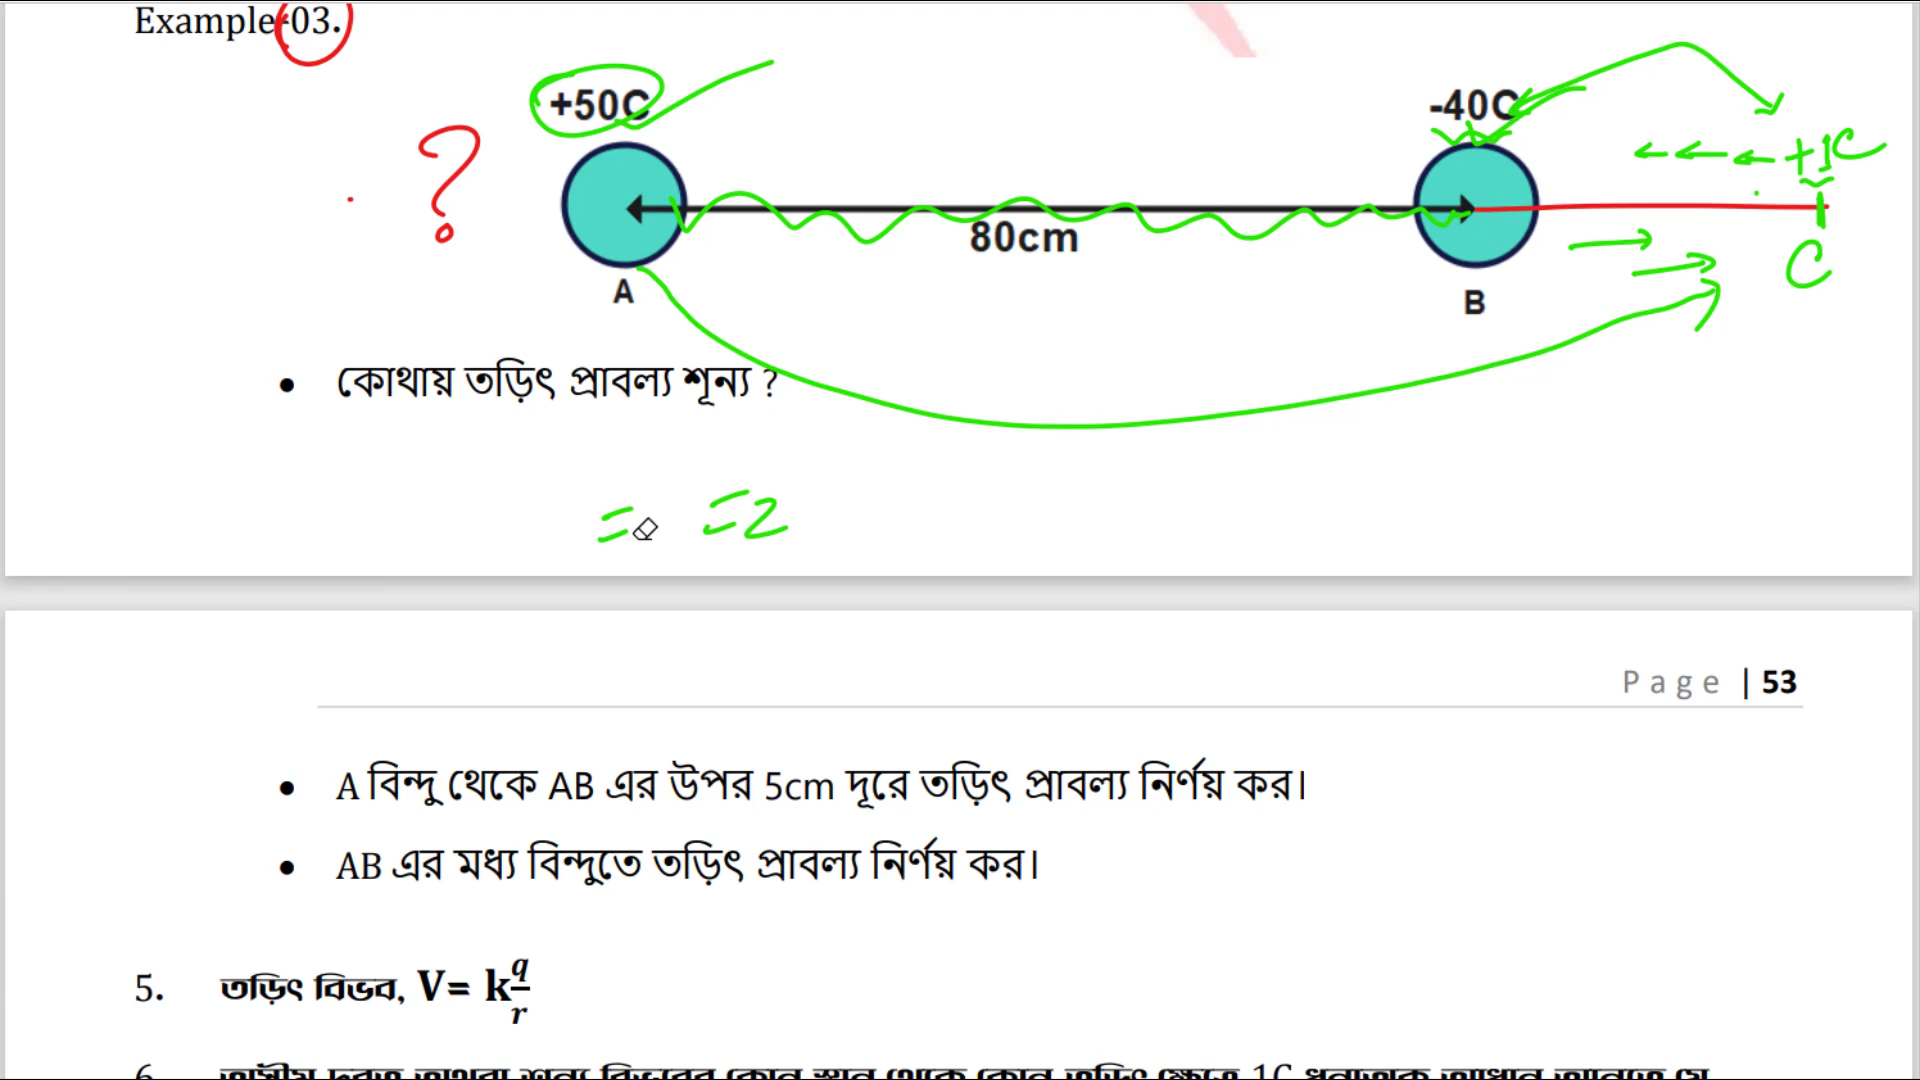 Example-03.
+50C
-40C
+1C
?
80cm
C
A
B
• কোথায় তড়িৎ প্রাবল্য শূন্য ?
= =2
Page | 53
• A বিন্দু থেকে AB এর উপর 5cm দূরে তড়িৎ প্রাবল্য নির্ণয় কর।
• AB এর মধ্য বিন্দুতে তড়িৎ প্রাবল্য নির্ণয় কর।
5. তড়িৎ বিভব, V= k q/r